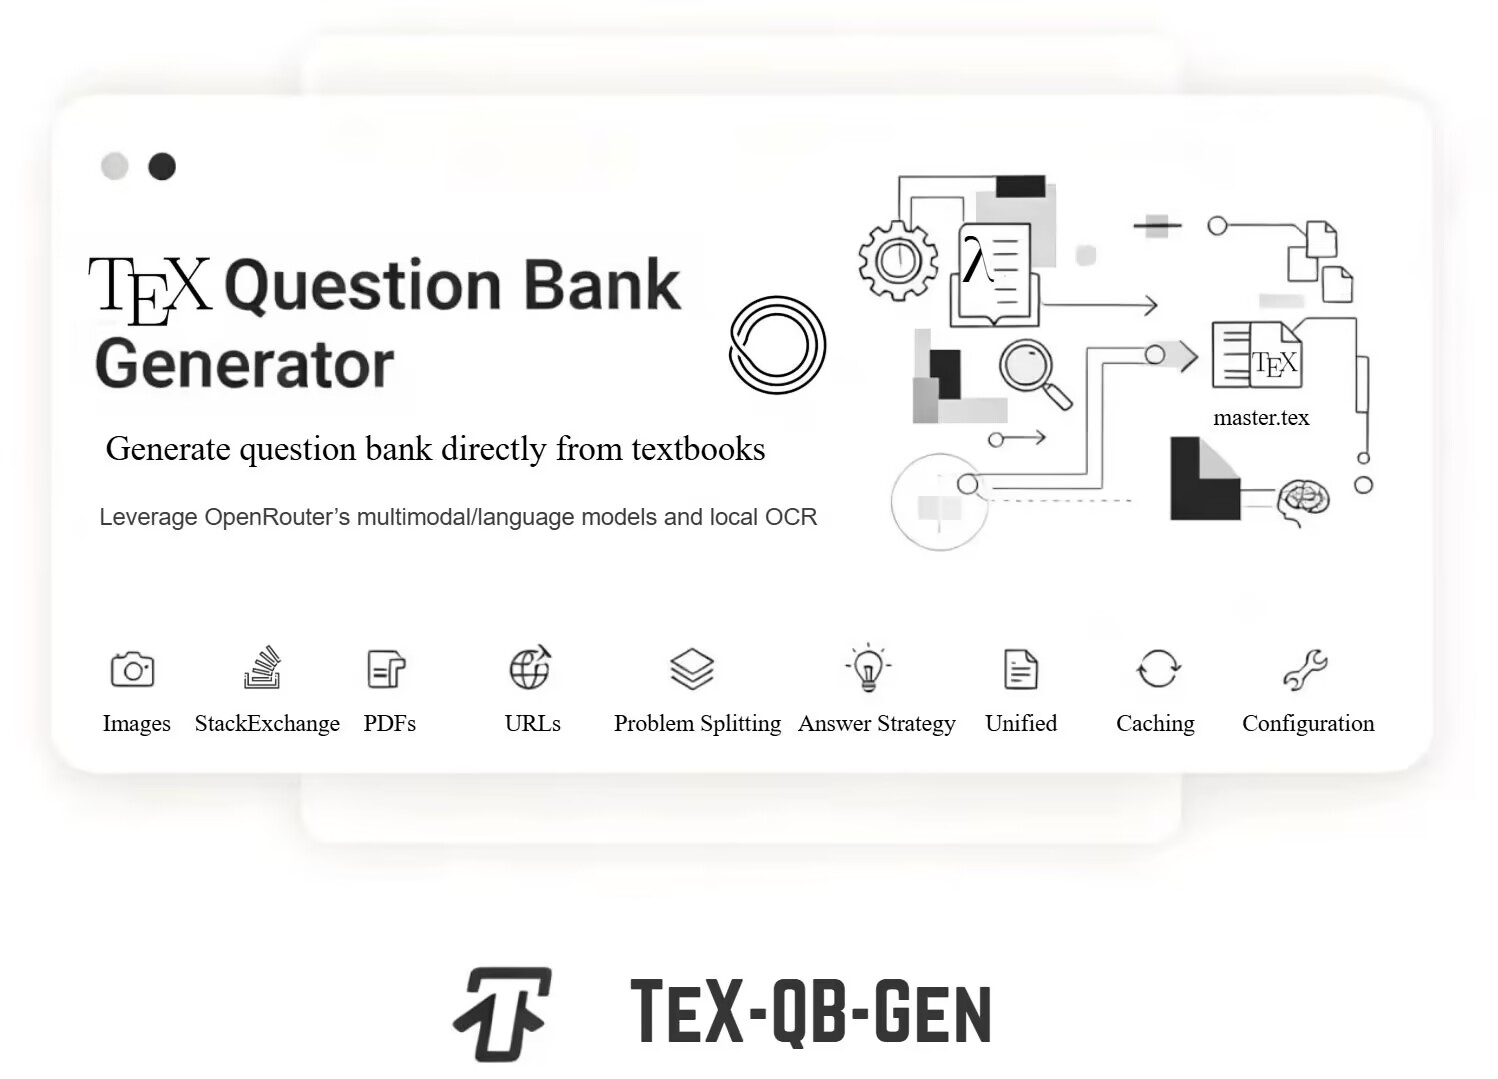 TEX Question Bank
Generator
Generate question bank directly from textbooks
Leverage OpenRouter’s multimodal/language models and local OCR
λ
TEX
master.tex
Images StackExchange PDFs URLs Problem Splitting Answer Strategy Unified Caching Configuration
TEX-QB-GEN